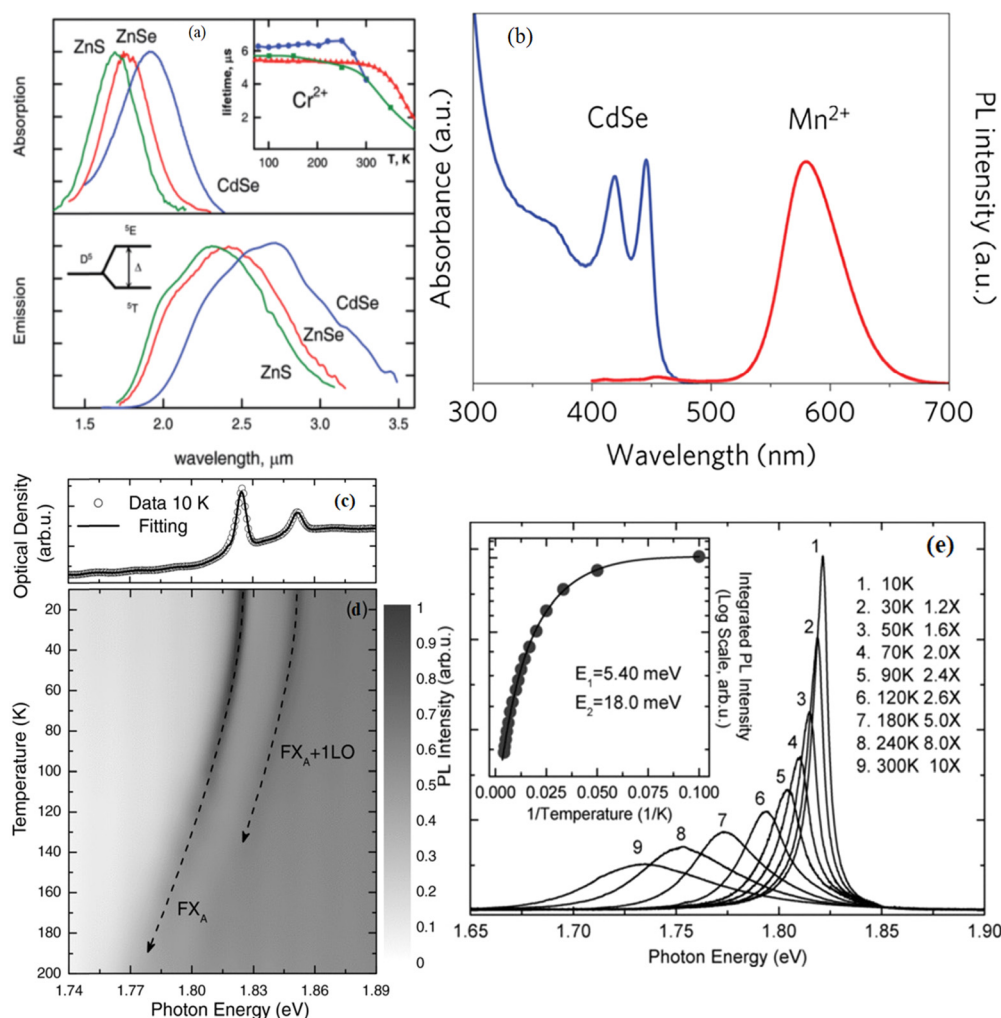 (a)
ZnS
ZnSe
CdSe
Absorption
lifetime, µs
6
4
2
Cr2+
100
200
300
T, K
5E
D5
Δ
5T
Emission
CdSe
ZnSe
ZnS
1.5
2.0
2.5
3.0
3.5
wavelength, µm
(b)
Absorbance (a.u.)
CdSe
Mn2+
PL intensity
(a.u.)
300
400
500
600
700
Wavelength (nm)
Optical Density
(arb.u.)
Data 10 K
Fitting
(c)
(d)
Temperature (K)
20
40
60
80
100
120
140
160
180
200
FXA+1LO
FXA
1.74
1.77
1.80
1.83
1.86
1.89
Photon Energy (eV)
1
0.9
0.8
0.7
0.6
0.5
0.4
0.3
0.2
0.1
0
PL Intensity (arb.u.)
(e)
Integrated PL Intensity
(Log Scale, arb.u.)
E1=5.40 meV
E2=18.0 meV
0.000 0.025 0.050 0.075 0.100
1/Temperature (1/K)
1
2
3
4
5
6
7
8
9
1. 10K
2. 30K 1.2X
3. 50K 1.6X
4. 70K 2.0X
5. 90K 2.4X
6. 120K 2.6X
7. 180K 5.0X
8. 240K 8.0X
9. 300K 10X
1.65
1.70
1.75
1.80
1.85
1.90
Photon Energy (eV)